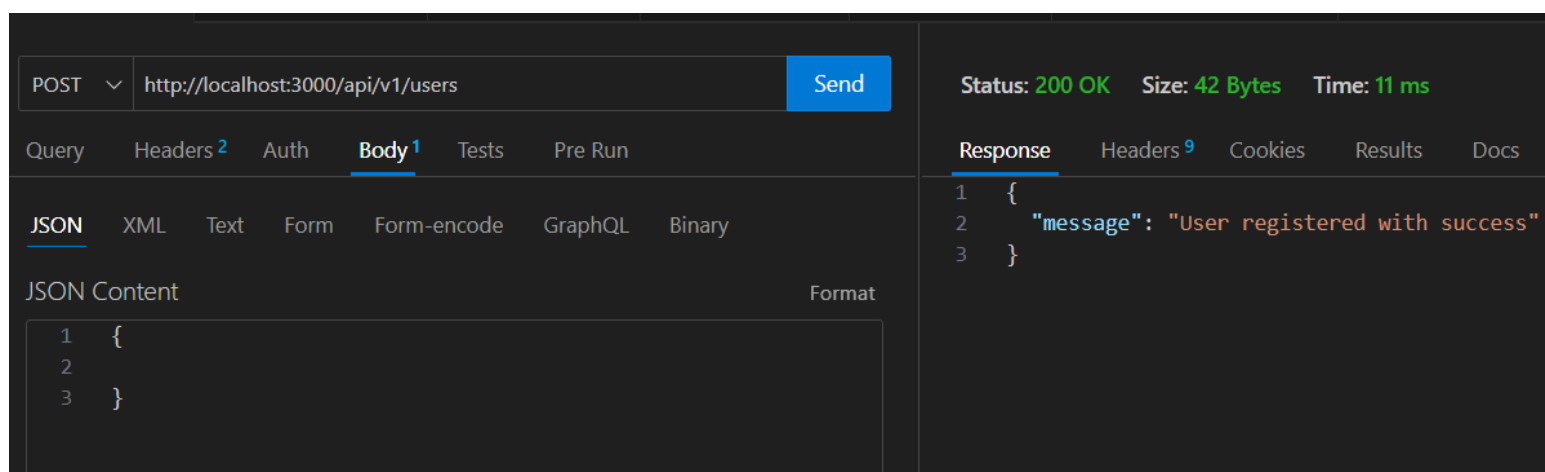 POST http://localhost:3000/api/v1/users Send
Query Headers 2 Auth Body 1 Tests Pre Run
JSON XML Text Form Form-encode GraphQL Binary
JSON Content Format
1 {
2
3 }
Status: 200 OK Size: 42 Bytes Time: 11 ms
Response Headers 9 Cookies Results Docs
1 {
2 "message": "User registered with success"
3 }